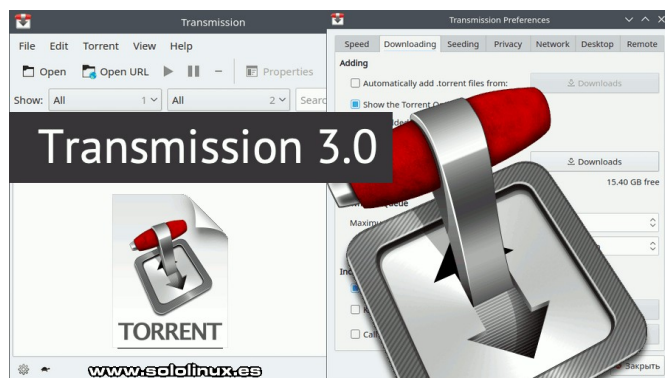 Transmission
File Edit Torrent View Help
Open Open URL Properties
Show: All 1 All 2
Transmission 3.0
TORRENT
www.sololinux.es
Transmission Preferences
Speed Downloading Seeding Privacy Network Desktop Remote
Adding
Automatically add .torrent files from: Downloads
Show the Torrent
Downloads
15.40 GB free
Закрыть